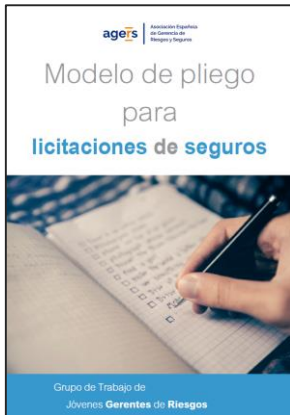 agers
Asociación Española
de Gerencia de
Riesgos y Seguros
Modelo de pliego
para
licitaciones de seguros
Grupo de Trabajo de
Jóvenes Gerentes de Riesgos